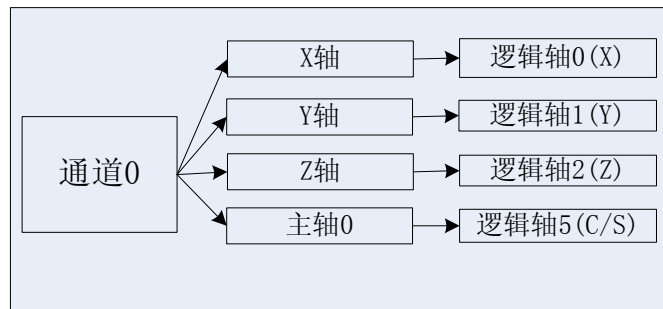 通道0
X轴
逻辑轴0(X)
Y轴
逻辑轴1(Y)
Z轴
逻辑轴2(Z)
主轴0
逻辑轴5(C/S)